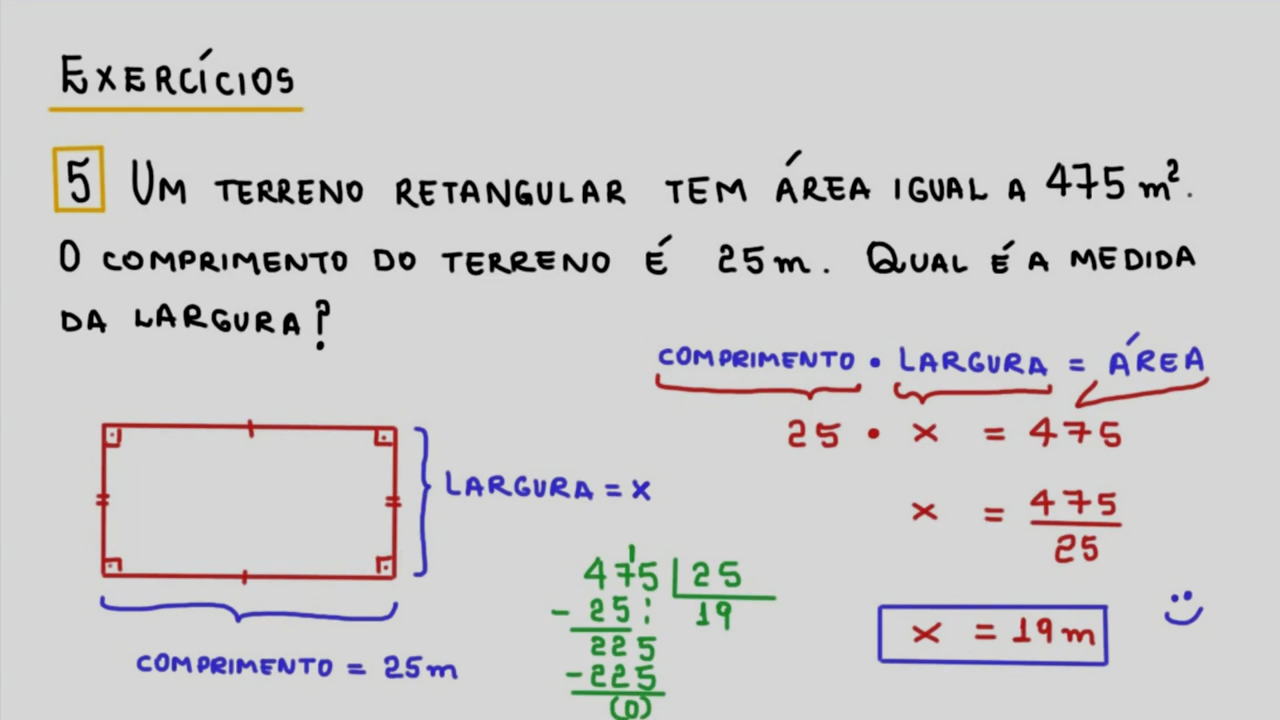 EXERCÍCIOS
5 UM TERRENO RETANGULAR TEM ÁREA IGUAL A 475 m².
O COMPRIMENTO DO TERRENO É 25 m. QUAL É A MEDIDA
DA LARGURA?
COMPRIMENTO • LARGURA = ÁREA
25 • x = 475
LARGURA = x
x = 475
25
475 25
1
- 25 19
225
- 225
(0)
x = 19 m
COMPRIMENTO = 25 m